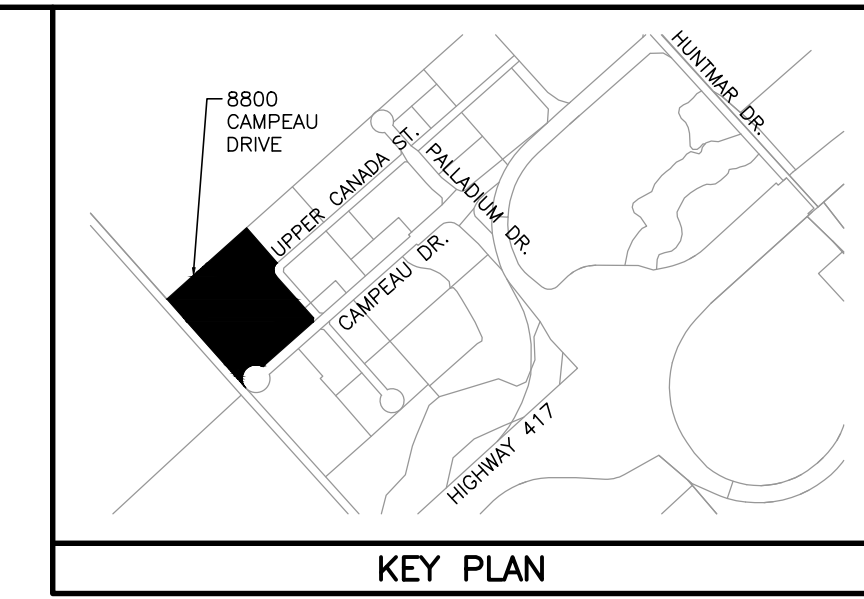 HUNTMAR DR.
8800
CAMPEAU
DRIVE
UPPER CANADA ST.
PALLADIUM DR.
CAMPEAU DR.
HIGHWAY 417
KEY PLAN